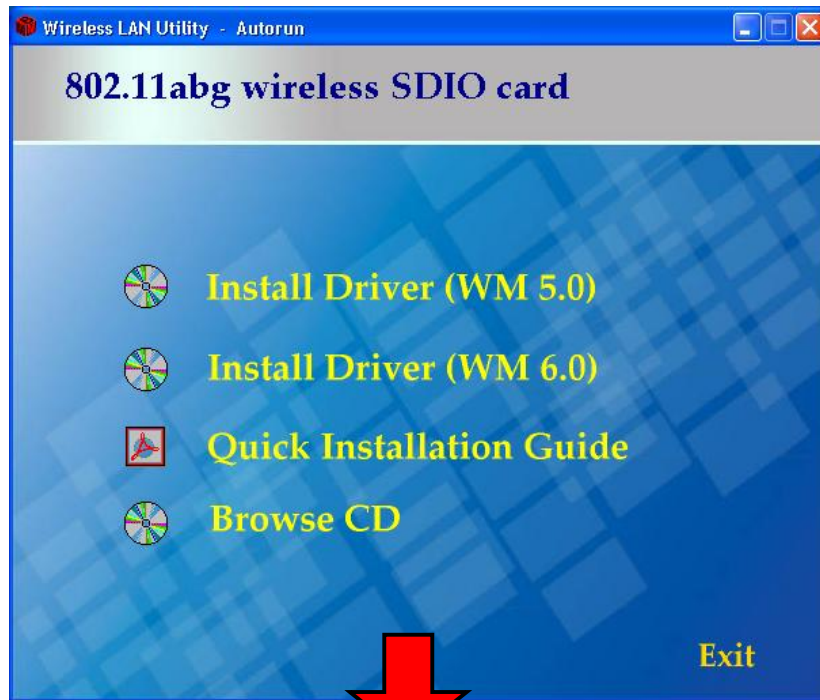 Wireless LAN Utility - Autorun
802.11abg wireless SDIO card
Install Driver (WM 5.0)
Install Driver (WM 6.0)
Quick Installation Guide
Browse CD
Exit